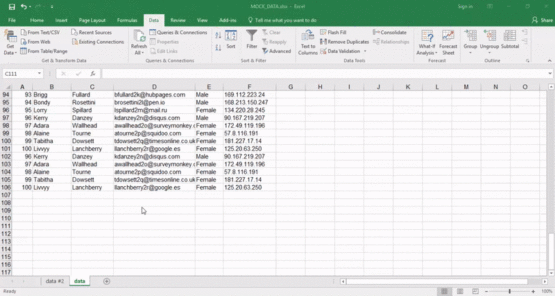 MOCK_DATA.xlsx - Excel
Sign in
File Home Insert Page Layout Formulas Data Review View Add-ins Tell me what you want to do
Share
Get Data
From Text/CSV
From Web
From Table/Range
Recent Sources
Existing Connections
Get & Transform Data
Refresh All
Queries & Connections
Properties
Edit Links
Queries & Connections
Sort
Filter
Clear
Reapply
Advanced
Sort & Filter
Text to Columns
Flash Fill
Remove Duplicates
Data Validation
Consolidate
Relationships
Data Tools
What-If Analysis
Forecast Sheet
Forecast
Group Ungroup Subtotal
Outline
C111
A B C D E F G H I J K L M N O
94 93 Brigg Fullard bfullard2k@hubpages.com Male 169.112.223.24
95 94 Bondy Rosettini brosettini2l@pen.io Male 168.213.150.247
96 95 Lorry Spillard lspillard2m@mail.ru Female 134.220.28.245
97 96 Kerry Danzey kdanzey2n@disqus.com Male 90.167.219.207
98 97 Adara Wallhead awallhead2o@surveymonkey.c Female 172.49.119.196
99 98 Alaine Tourne atourne2p@squidoo.com Female 57.8.116.191
100 99 Tabitha Dowsett tdowsett2q@timesonline.co.uk Female 181.227.17.14
101 100 Livvyy Lanchberry llanchberry2r@google.es Female 125.20.63.250
102 96 Kerry Danzey kdanzey2n@disqus.com Male 90.167.219.207
103 97 Adara Wallhead awallhead2o@surveymonkey.c Female 172.49.119.196
104 98 Alaine Tourne atourne2p@squidoo.com Female 57.8.116.191
105 99 Tabitha Dowsett tdowsett2q@timesonline.co.uk Female 181.227.17.14
106 100 Livvyy Lanchberry llanchberry2r@google.es Female 125.20.63.250
107
108
109
110
111
112
113
114
115
116
117
data #2 data
Ready
100%